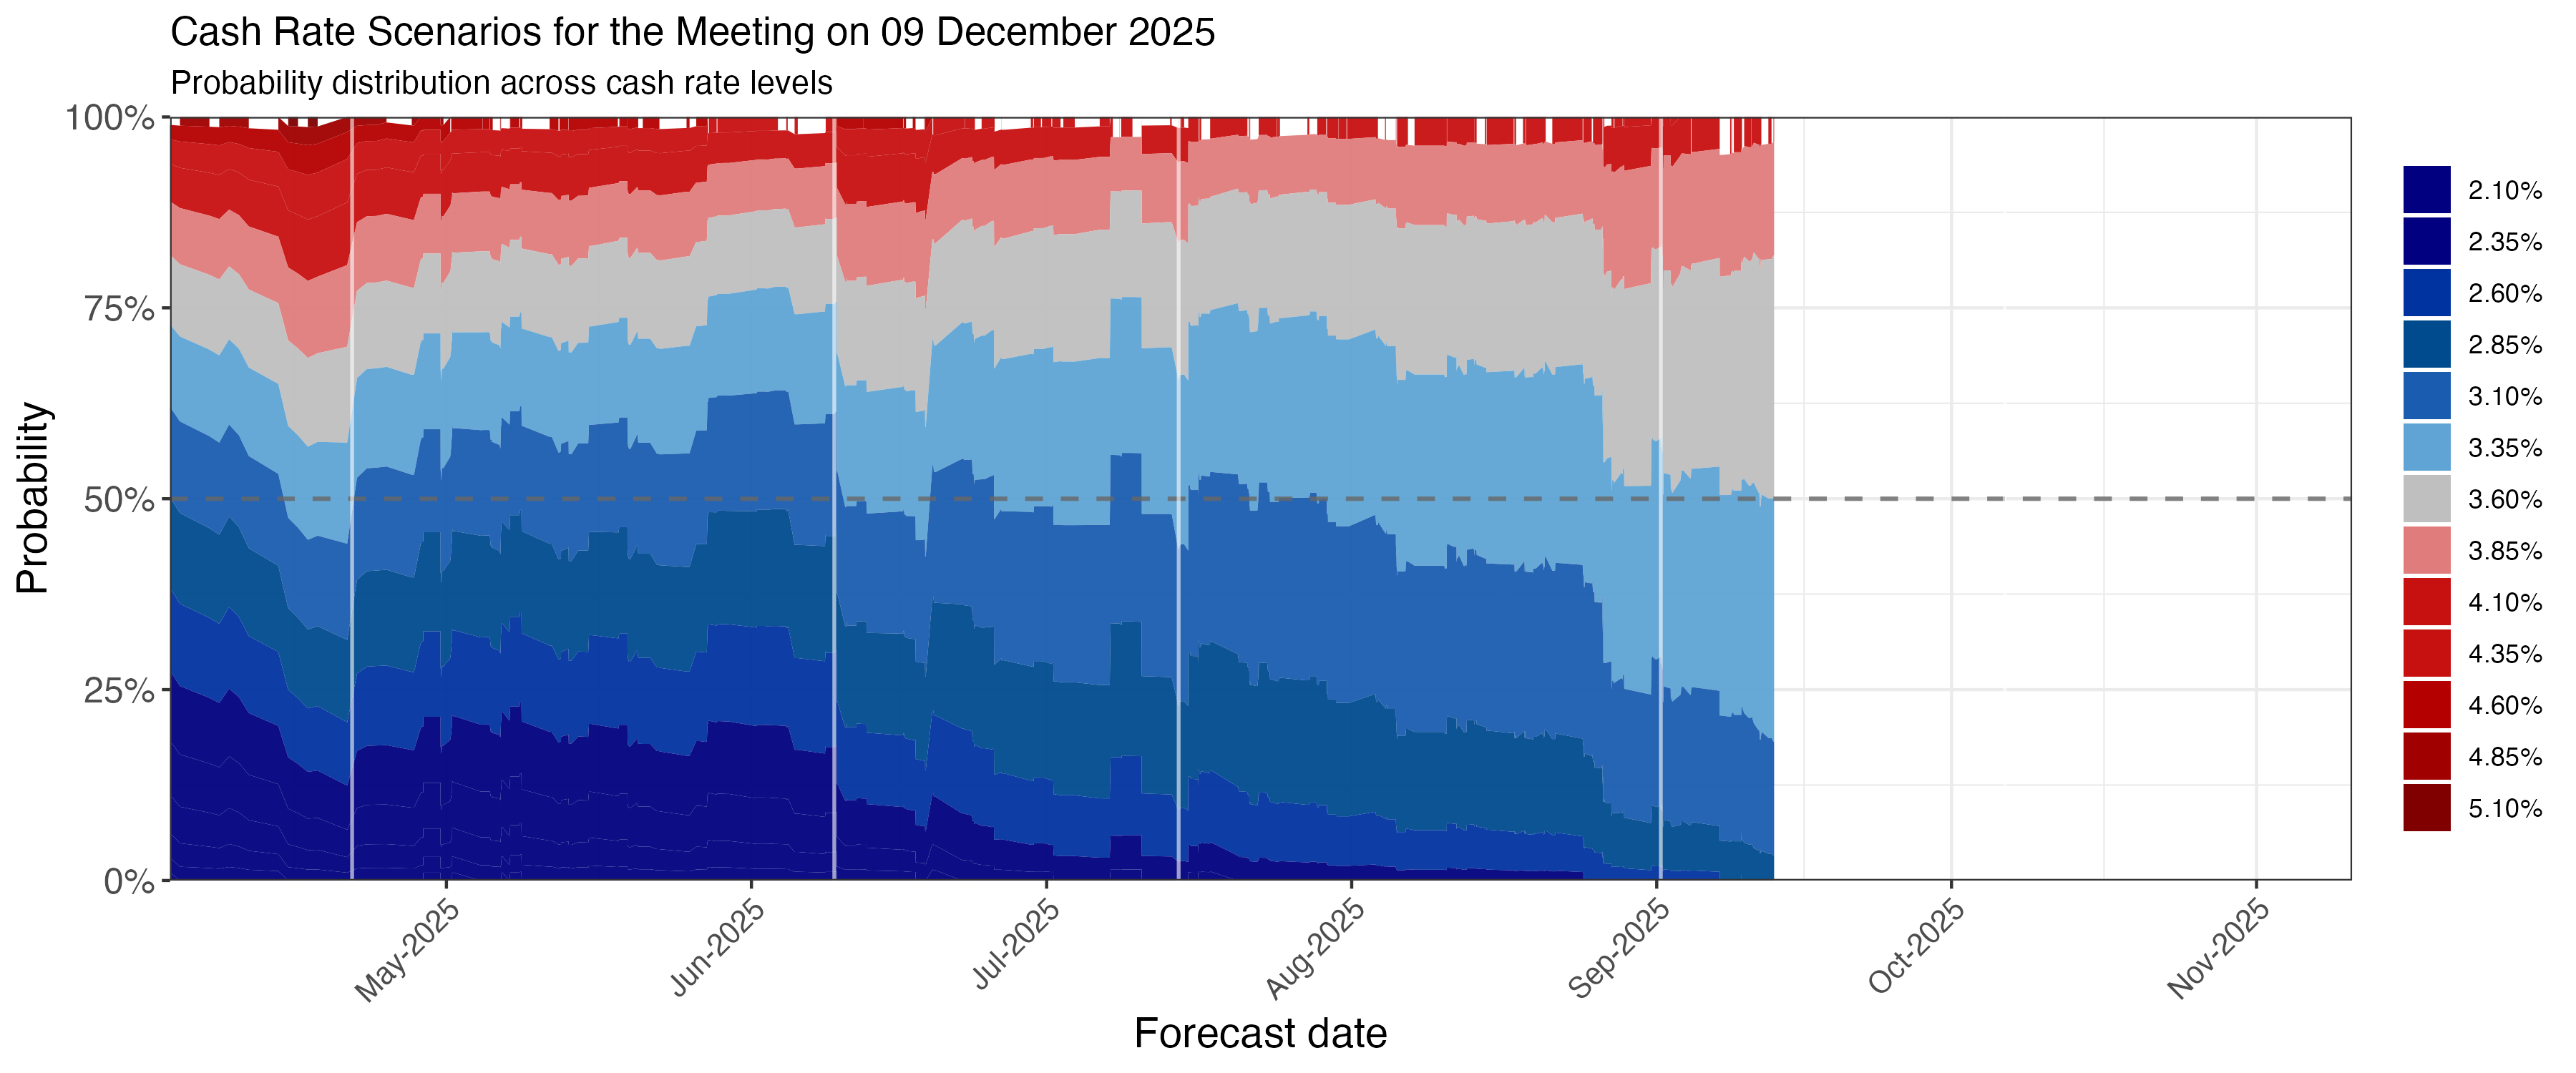 Cash Rate Scenarios for the Meeting on 09 December 2025
Probability distribution across cash rate levels
100%
75%
50%
25%
0%
Probability
May-2025
Jun-2025
Jul-2025
Aug-2025
Sep-2025
Oct-2025
Nov-2025
Forecast date
2.10%
2.35%
2.60%
2.85%
3.10%
3.35%
3.60%
3.85%
4.10%
4.35%
4.60%
4.85%
5.10%